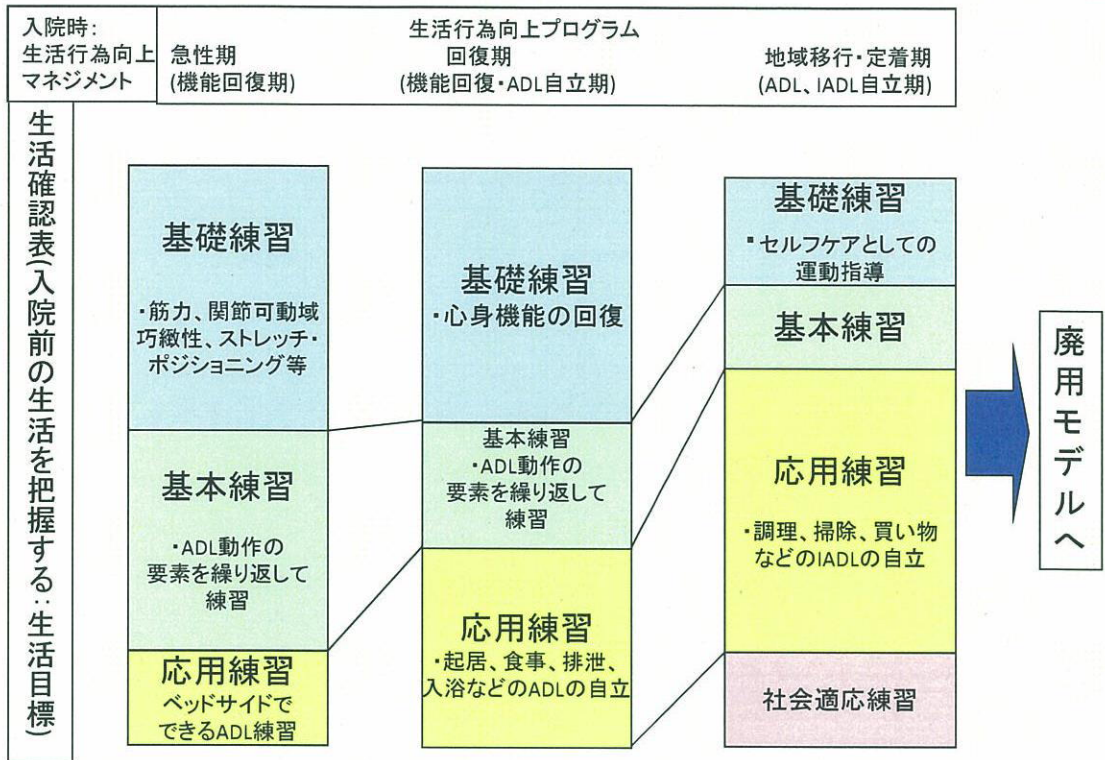 入院時:
生活行為向上
マネジメント
生活行為向上プログラム
急性期
(機能回復期)
回復期
(機能回復・ADL自立期)
地域移行・定着期
(ADL、IADL自立期)
生活確認表(入院前の生活を把握する:生活目標)
基礎練習
・筋力、関節可動域
巧緻性、ストレッチ・
ポジショニング等
基本練習
・ADL動作の
要素を繰り返して
練習
応用練習
ベッドサイドで
できるADL練習
基礎練習
・心身機能の回復
基本練習
・ADL動作の
要素を繰り返して
練習
応用練習
・起居、食事、排泄、
入浴などのADLの自立
基礎練習
・セルフケアとしての
運動指導
基本練習
応用練習
・調理、掃除、買い物
などのIADLの自立
社会適応練習
廃用モデルへ